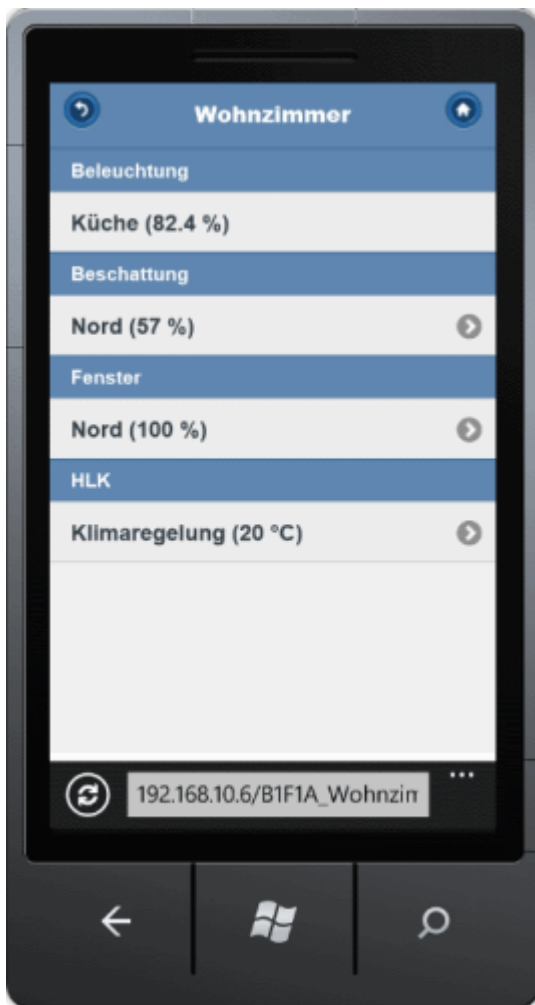 Wohnzimmer
Beleuchtung
Küche (82.4 %)
Beschattung
Nord (57 %)
Fenster
Nord (100 %)
HLK
Klimaregelung (20 °C)
192.168.10.6/B1F1A_Wohnzim